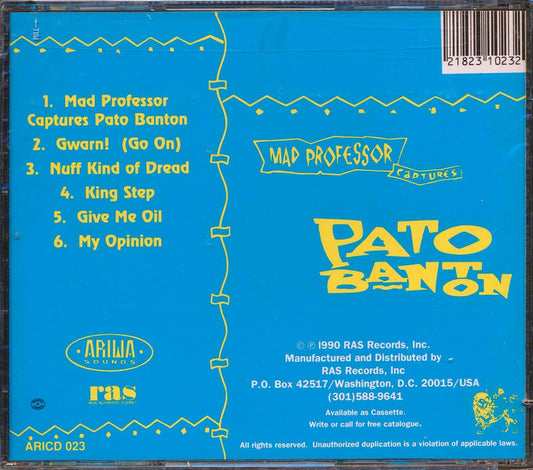 1. Mad Professor
Captures Pato Banton
2. Gwarn! (Go On)
3. Nuff Kind of Dread
4. King Step
5. Give Me Oil
6. My Opinion
ARIWA
SOUNDS
ras
ARICD 023
21823 10232
MAD PROFESSOR
CAPTURES
PATO
BANTON
© ℗ 1990 RAS Records, Inc.
Manufactured and Distributed by
RAS Records, Inc
P.O. Box 42517/Washington, D.C. 20015/USA
(301)588-9641
Available as Cassette.
Write or call for free catalogue.
All rights reserved. Unauthorized duplication is a violation of applicable laws.